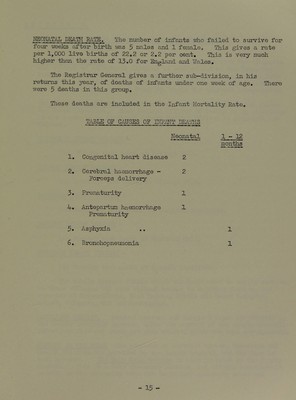 NEONATAL DEATH RATE. The number of infants who failed to survive for
four weeks after birth was 5 males and 1 female. This gives a rate
per 1,000 live births of 22.2 or 2.2 per cent. This is very much
higher than the rate of 13.0 for England and Wales.
The Registrar General gives a further sub-division, in his
returns this year, of deaths of infants under one week of age. There
were 5 deaths in this group.
These deaths are included in the Infant Mortality Rate.
TABLE OF CAUSES OF INFANT DEATHS
Neonatal 1 - 12
months
1. Congenital heart disease 2
2. Cerebral haemorrhage - 2
Forceps delivery
3. Prematurity 1
4. Antepartum haemorrhage 1
Prematurity
5. Asphyxia .. 1
6. Bronchopneumonia 1
- 15 -